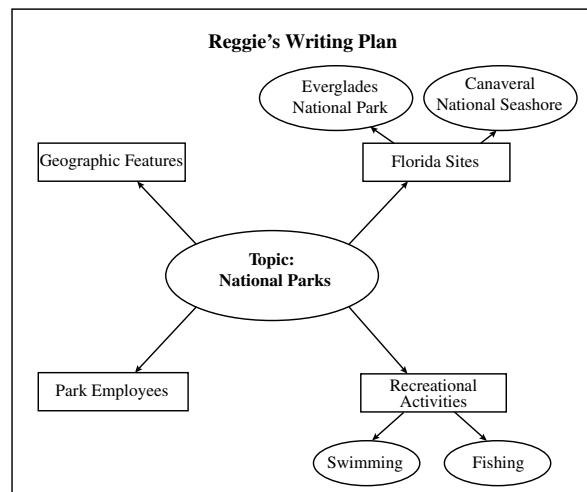 Reggie's Writing Plan
Everglades
National Park
Canaveral
National Seashore
Geographic Features
Florida Sites
Topic:
National Parks
Park Employees
Recreational
Activities
Swimming
Fishing